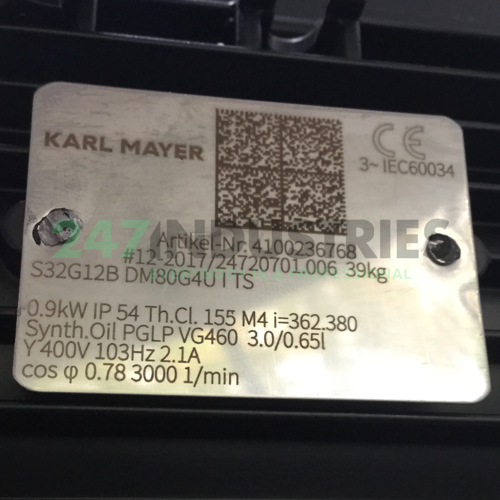 KARL MAYER
CE
3~ IEC60034
247 INDUSTRIES
Artikel-Nr. 4100236768
#12-2017/24720701.006 39kg
S32G12B DM80G4U I TS
0.9kW IP 54 Th.Cl. 155 M4 i=362.380
Synth.Oil PGLP VG460 3.0/0.65l
Y 400V 103Hz 2.1A
cos φ 0.78 3000 1/min